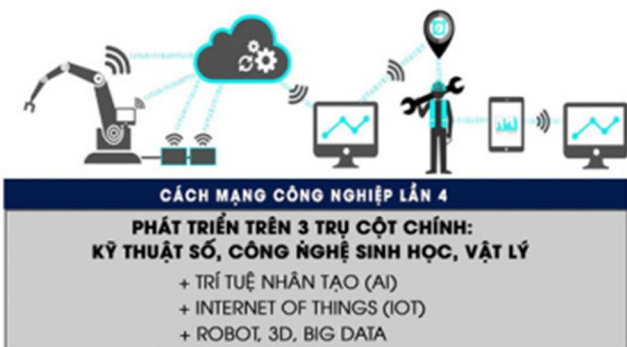 CÁCH MẠNG CÔNG NGHIỆP LẦN 4
PHÁT TRIỂN TRÊN 3 TRỤ CỘT CHÍNH:
KỸ THUẬT SỐ, CÔNG NGHỆ SINH HỌC, VẬT LÝ
+ TRÍ TUỆ NHÂN TẠO (AI)
+ INTERNET OF THINGS (IOT)
+ ROBOT, 3D, BIG DATA